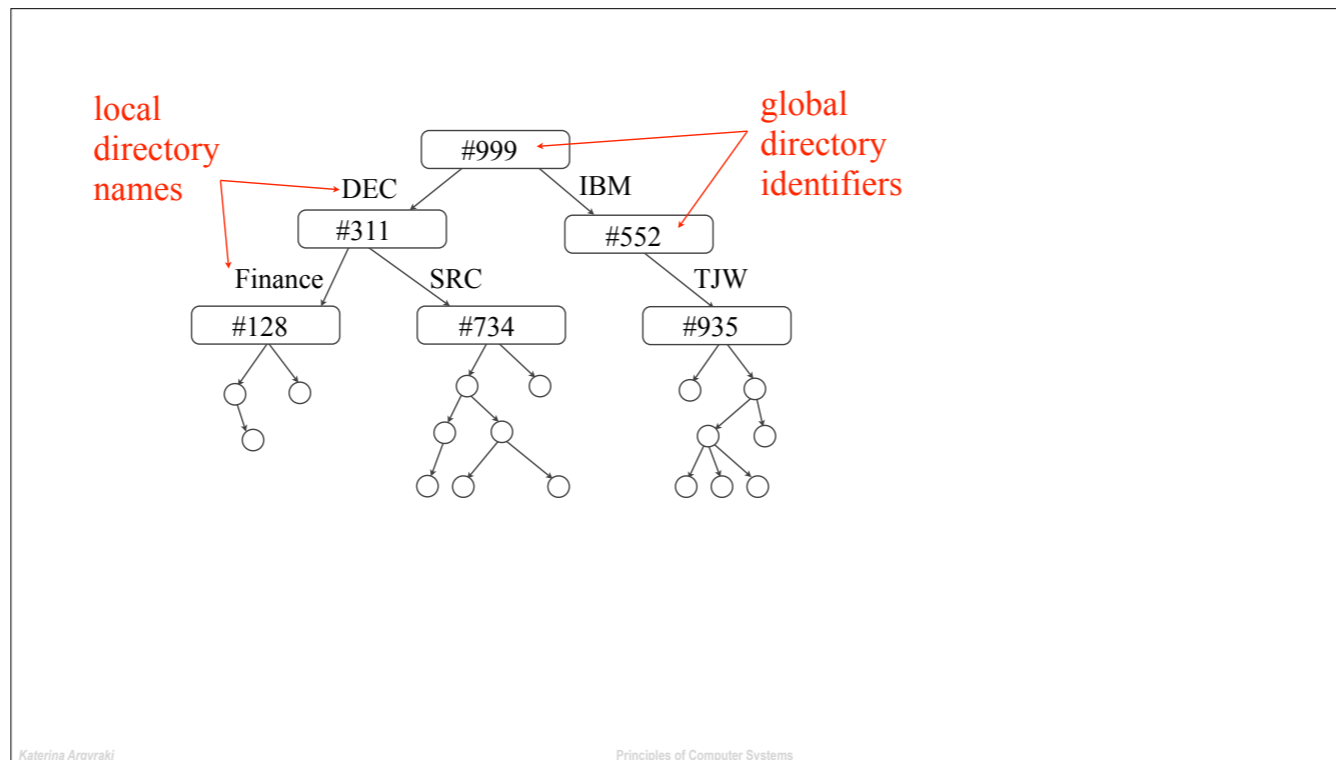 local
directory
names
global
directory
identifiers
#999
DEC
IBM
#311
#552
Finance
SRC
TJW
#128
#734
#935
Katerina Argyraki
Principles of Computer Systems